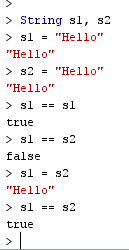 >
> String s1, s2
> s1 = "Hello"
"Hello"
> s2 = "Hello"
"Hello"
> s1 == s1
true
> s1 == s2
false
> s1 = s2
"Hello"
> s1 == s2
true
>